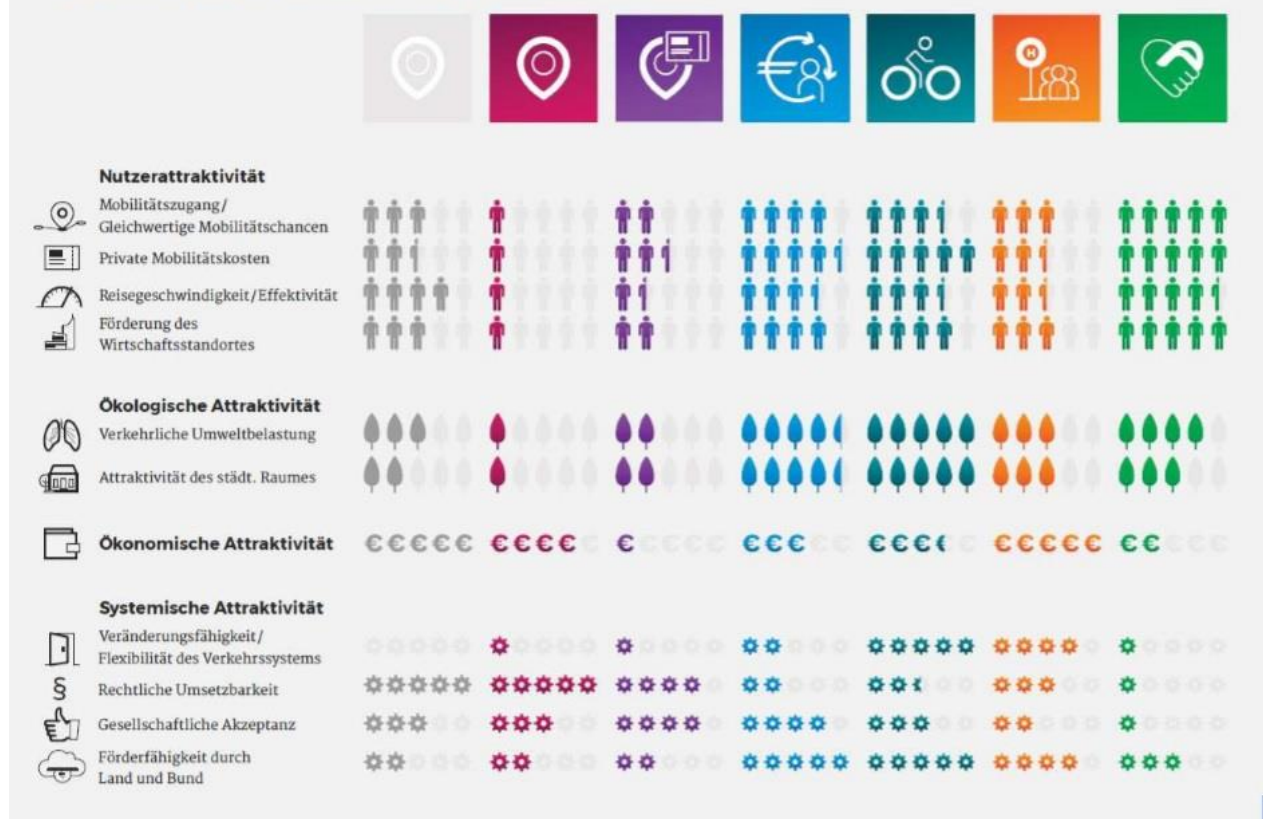 H
Nutzerattraktivität
Mobilitätszugang/
Gleichwertige Mobilitätschancen
Private Mobilitätskosten
Reisegeschwindigkeit/Effektivität
Förderung des
Wirtschaftsstandortes
Ökologische Attraktivität
Verkehrliche Umweltbelastung
Attraktivität des städt. Raumes
Ökonomische Attraktivität €€€€€ €€€€€ €€€€€ €€€€€ €€€€€ €€€€€ €€€€€
Systemische Attraktivität
Veränderungsfähigkeit/
Flexibilität des Verkehrssystems
§ Rechtliche Umsetzbarkeit
Gesellschaftliche Akzeptanz
Förderfähigkeit durch
Land und Bund